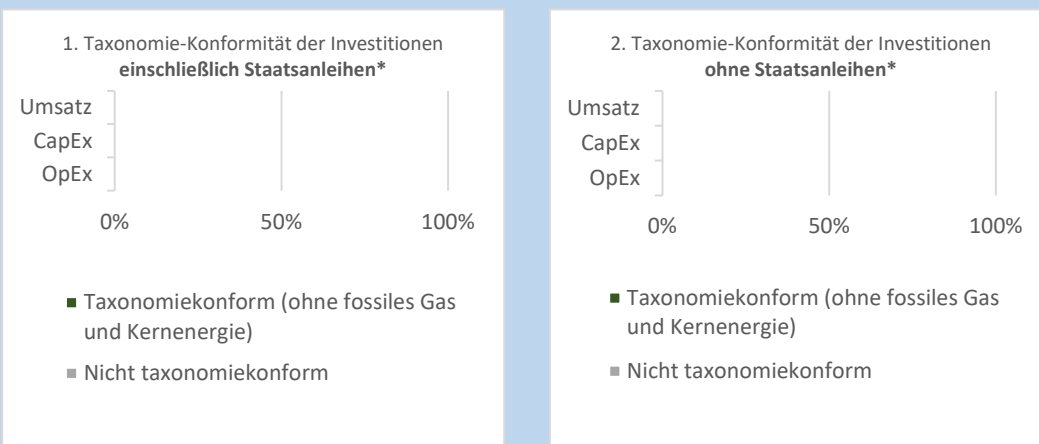 1. Taxonomie-Konformität der Investitionen
einschließlich Staatsanleihen*
Umsatz
CapEx
OpEx
0% 50% 100%
Taxonomiekonform (ohne fossiles Gas
und Kernenergie)
Nicht taxonomiekonform
2. Taxonomie-Konformität der Investitionen
ohne Staatsanleihen*
Umsatz
CapEx
OpEx
0% 50% 100%
Taxonomiekonform (ohne fossiles Gas
und Kernenergie)
Nicht taxonomiekonform